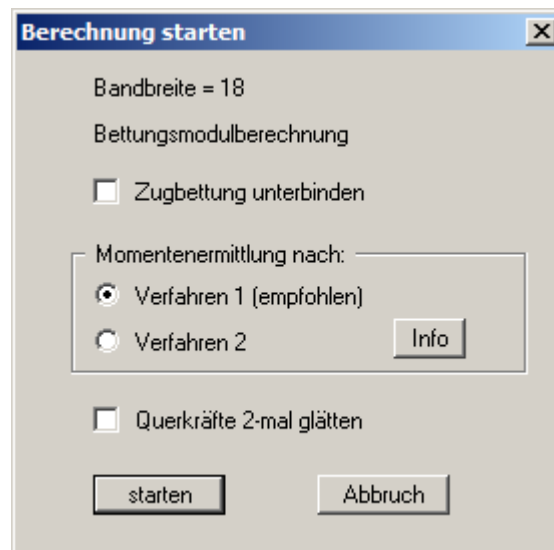 Berechnung starten
Bandbreite = 18
Bettungsmodulberechnung
Zugbettung unterbinden
Momentenermittlung nach:
Verfahren 1 (empfohlen)
Verfahren 2
Info
Querkräfte 2-mal glätten
starten
Abbruch